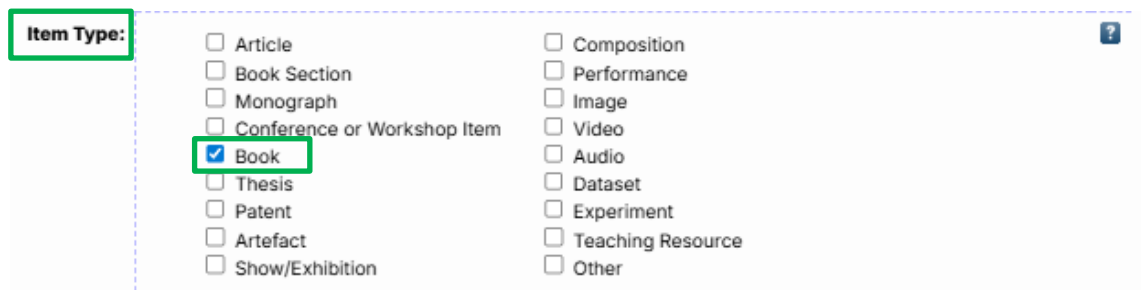 Item Type:
Article
Book Section
Monograph
Conference or Workshop Item
Book
Thesis
Patent
Artefact
Show/Exhibition
Composition
Performance
Image
Video
Audio
Dataset
Experiment
Teaching Resource
Other
?